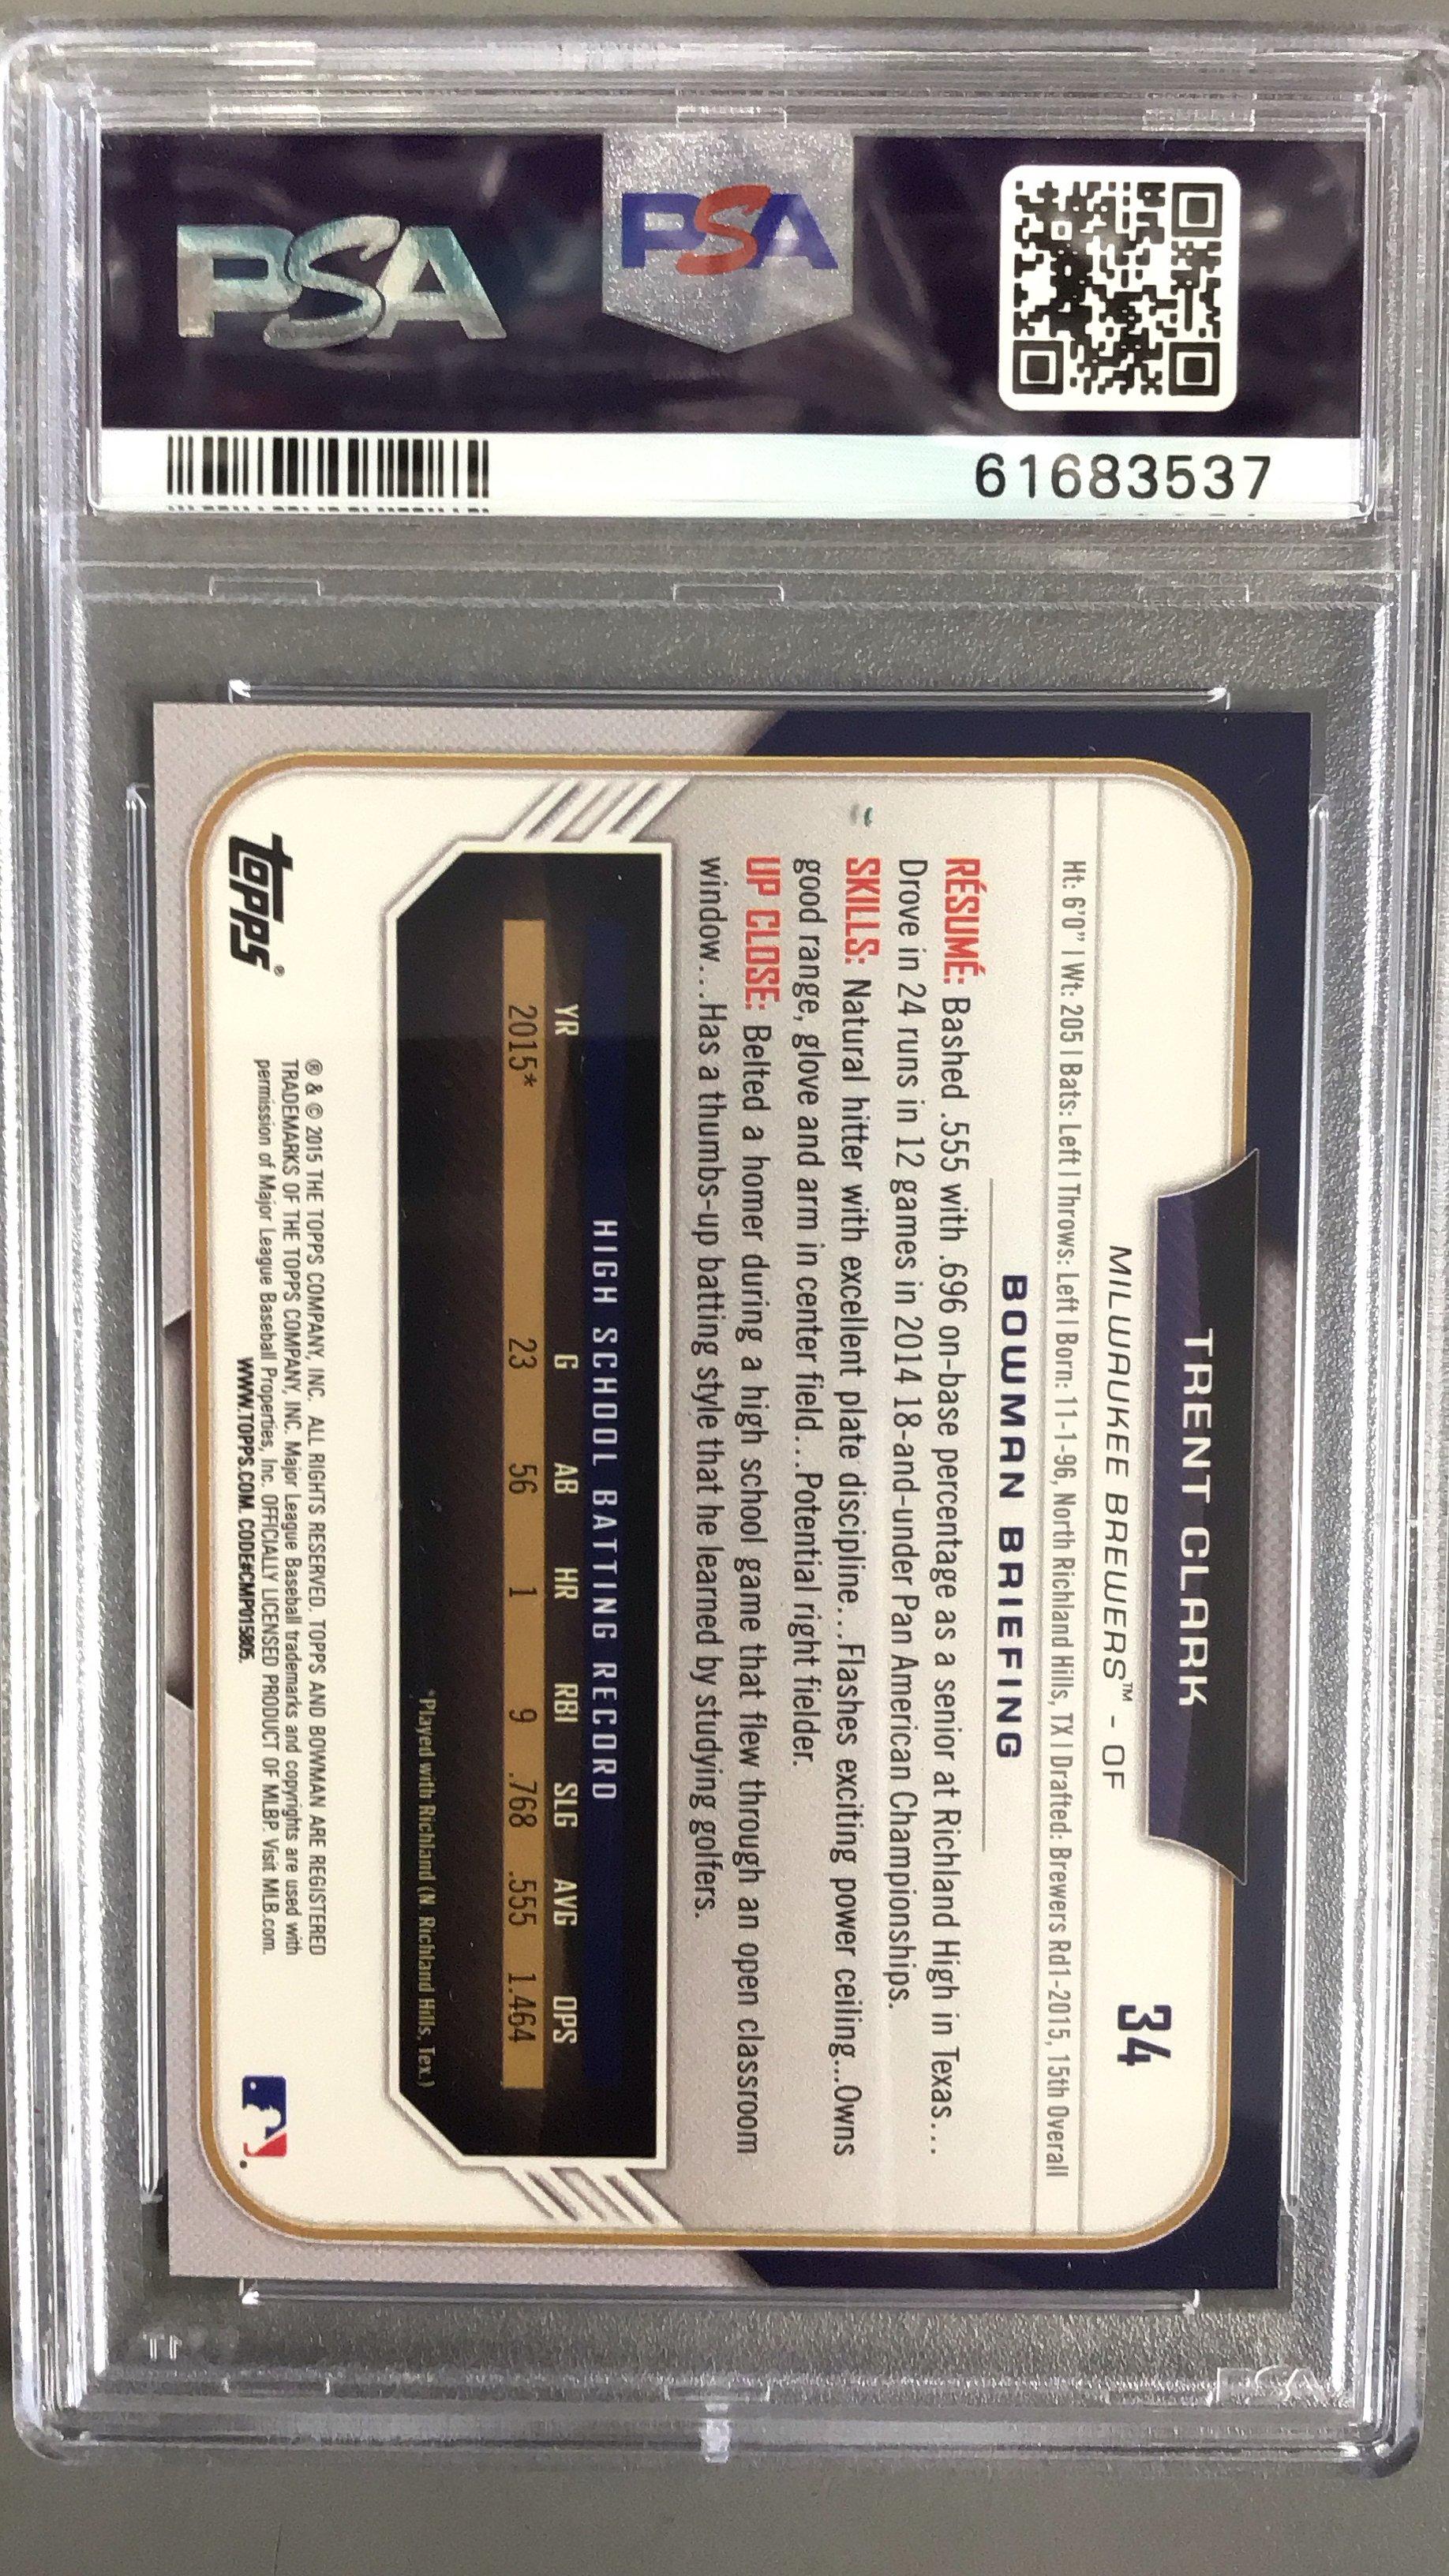 PSA
PSA
61683537
TRENT CLARK
34
MILWAUKEE BREWERS™ - OF
Ht: 6'0" | Wt: 205 | Bats: Left | Throws: Left | Born: 11-1-96, North Richland Hills, TX | Drafted: Brewers Rd1-2015, 15th Overall
BOWMAN BRIEFING
RÉSUMÉ: Bashed .555 with .696 on-base percentage as a senior at Richland High in Texas...
Drove in 24 runs in 12 games in 2014 18-and-under Pan American Championships.
SKILLS: Natural hitter with excellent plate discipline...Flashes exciting power ceiling...Owns
good range, glove and arm in center field...Potential right fielder.
UP CLOSE: Belted a homer during a high school game that flew through an open classroom
window...Has a thumbs-up batting style that he learned by studying golfers.
HIGH SCHOOL BATTING RECORD
YR G AB HR RBI SLG AVG OPS
2015* 23 56 1 9 .768 .555 1.464
*Played with Richland (N. Richland Hills, Tex.)
topps®
® & © 2015 THE TOPPS COMPANY, INC. ALL RIGHTS RESERVED. TOPPS AND BOWMAN ARE REGISTERED
TRADEMARKS OF THE TOPPS COMPANY, INC. Major League Baseball trademarks and copyrights are used with
permission of Major League Baseball Properties, Inc. OFFICIALLY LICENSED PRODUCT OF MLBP. Visit MLB.com.
WWW.TOPPS.COM. CODE#CMP015805.
PSA